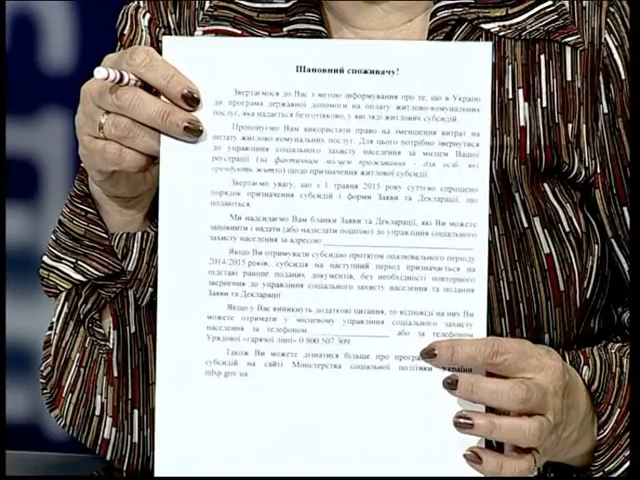 Шановний споживачу!
Звертаємося до Вас з метою інформування про те, що в Україні
діє програма державної допомоги на оплату житлово-комунальних
послуг, яка надається безготівково, у вигляді житлових субсидій.
Пропонуємо Вам використати право на зменшення витрат на
оплату житлово-комунальних послуг. Для цього потрібно звернутися
до управління соціального захисту населення за місцем Вашої
реєстрації (за фактичним місцем проживання - для осіб, які
орендують житло) щодо призначення житлової субсидії.
Звертаємо увагу, що з 1 травня 2015 року суттєво спрощено
порядок призначення субсидій і форми Заяви та Декларації, що
подаються.
Ми надсилаємо Вам бланки Заяви та Декларації, які Ви можете
заповнити і надати (або надіслати поштою) до управління соціального
захисту населення за адресою:
Якщо Ви отримували субсидію протягом опалювального періоду
2014/2015 років, субсидія на наступний період призначається на
підставі раніше поданих документів, без необхідності повторного
звернення до управління соціального захисту населення та подання
Заяви та Декларації
Якщо у Вас виникнуть додаткові питання, то відповіді на них Ви
можете отримати у місцевому управління соціального захисту
населення за телефоном або за телефоном
Урядової «гарячої лінії» 0 800 507 309.
Також Ви можете дізнатися більше про програму
субсидій на сайті Міністерства соціальної політики України
mlsp.gov.ua.